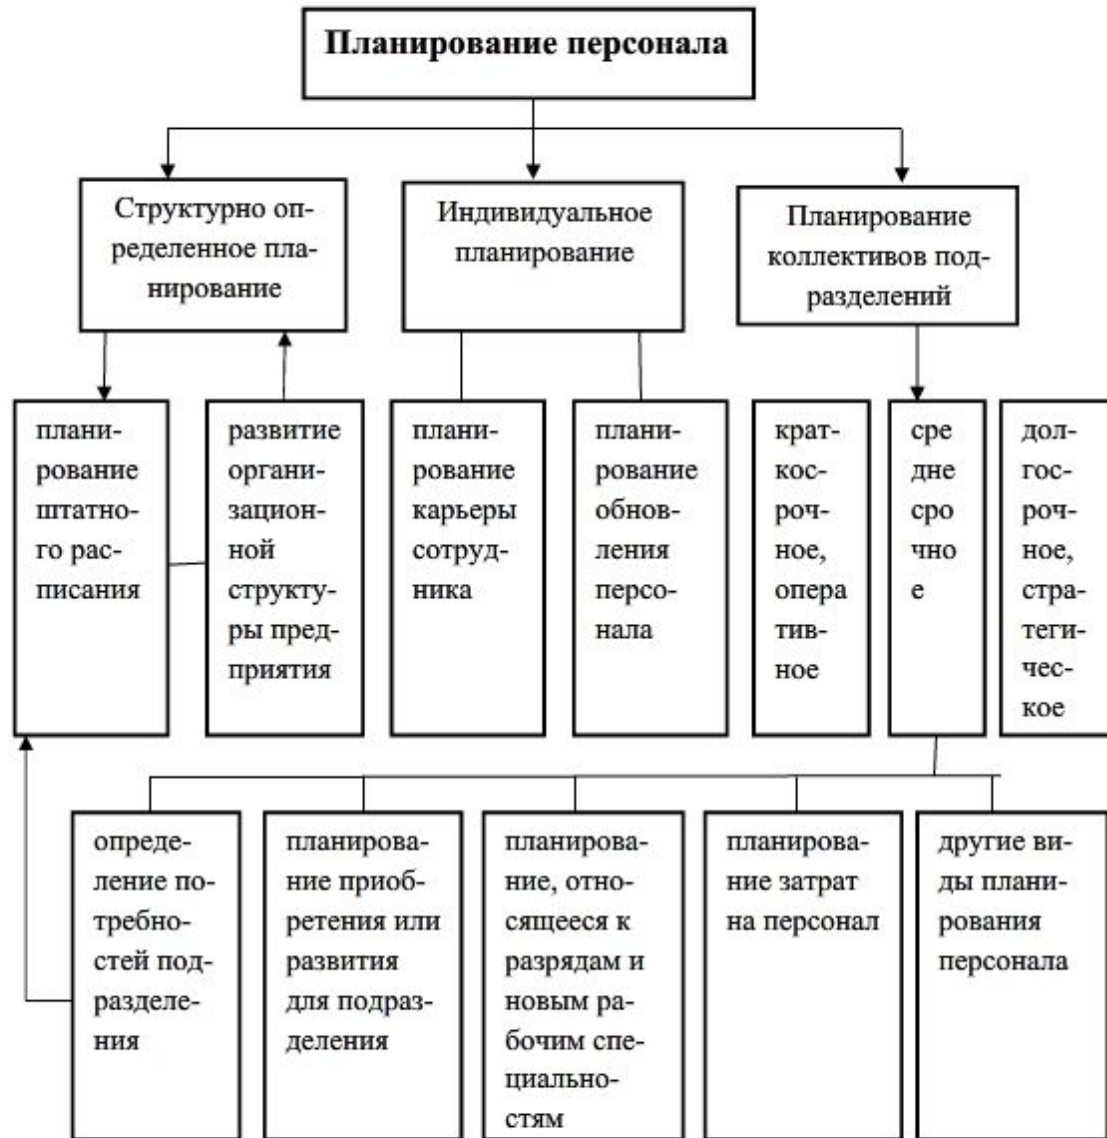 Планирование персонала
Структурно оп-
ределенное пла-
нирование
Индивидуальное
планирование
Планирование
коллективов под-
разделений
плани-
рование
штатно-
го рас-
писания
развитие
органи-
зацион-
ной
структу-
ры пред-
приятия
плани-
рование
карьеры
сотруд-
ника
плани-
рование
обнов-
ления
персо-
нала
крат-
кос-
роч-
ное,
опера
тив-
ное
сре
дне
сро
чно
е
дол-
гос-
роч-
ное,
стра-
теги-
чес-
кое
опреде-
ление по-
требно-
стей под-
разделе-
ния
планирова-
ние приоб-
ретения или
развития
для подраз-
деления
планирова-
ние, отно-
сящееся к
разрядам и
новым ра-
бочим спе-
циально-
стям
планирова-
ние затрат
на персонал
другие ви-
ды плани-
рования
персонала